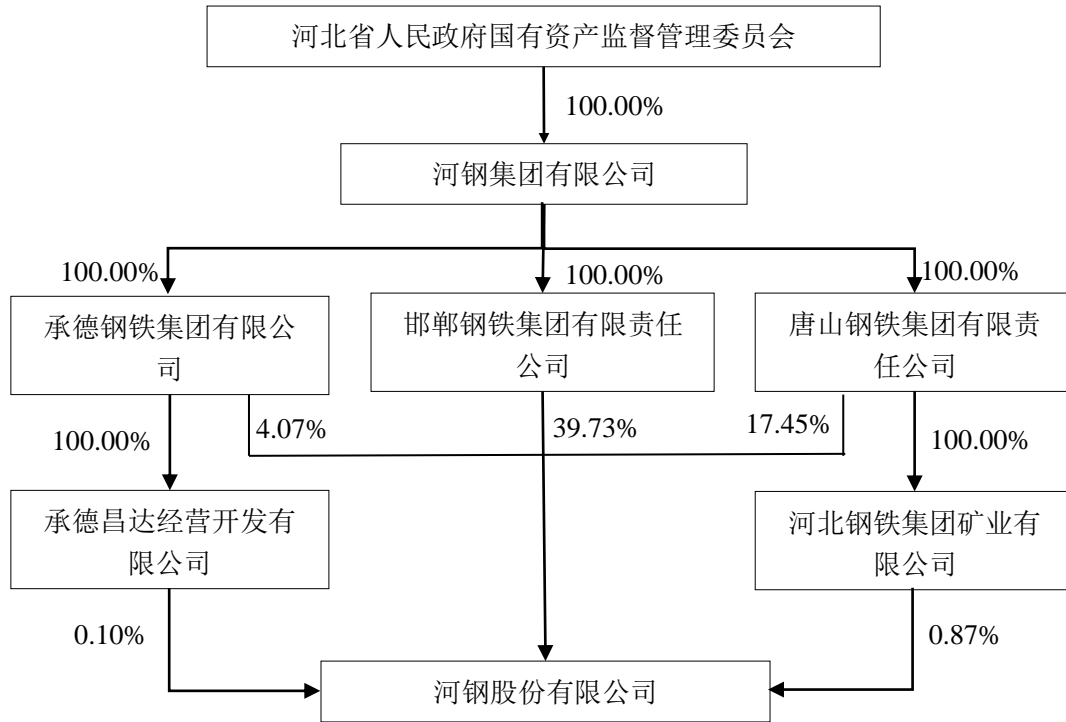 河北省人民政府国有资产监督管理委员会
100.00%
河钢集团有限公司
100.00%
100.00%
100.00%
承德钢铁集团有限公
司
邯郸钢铁集团有限责任
公司
唐山钢铁集团有限责
任公司
100.00%
4.07%
39.73%
17.45%
100.00%
承德昌达经营开发有
限公司
河北钢铁集团矿业有
限公司
0.10%
0.87%
河钢股份有限公司